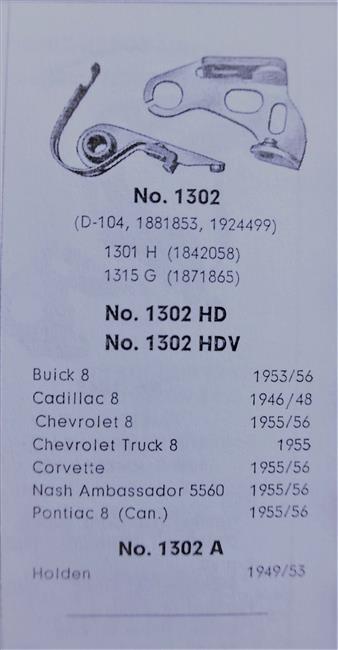 No. 1302
(D-104, 1881853, 1924499)
1301 H (1842058)
1315 G (1871865)
No. 1302 HD
No. 1302 HDV
Buick 8 1953/56
Cadillac 8 1946/48
Chevrolet 8 1955/56
Chevrolet Truck 8 1955
Corvette 1955/56
Nash Ambassador 5560 1955/56
Pontiac 8 (Can.) 1955/56
No. 1302 A
Holden 1949/53